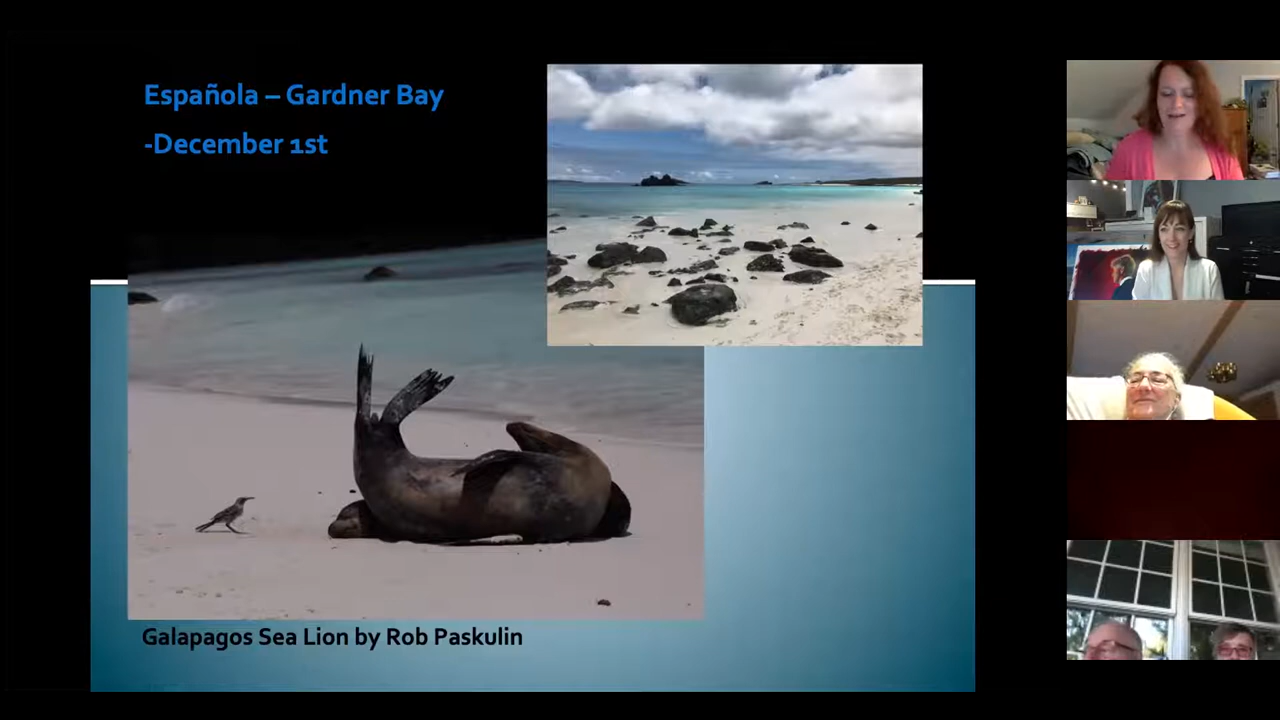 Española – Gardner Bay
-December 1st
Galapagos Sea Lion by Rob Paskulin